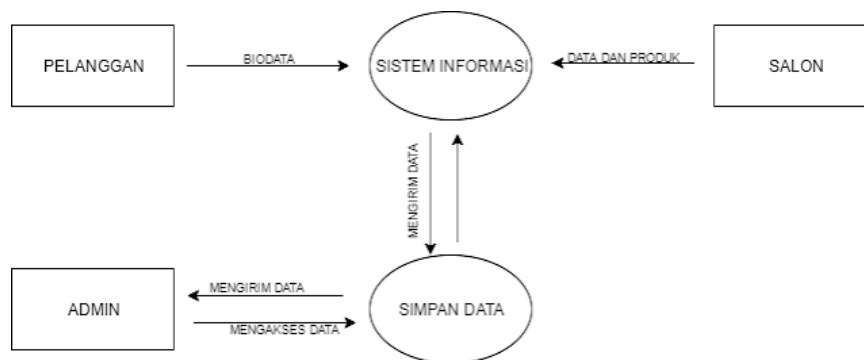 PELANGGAN
BIODATA
SISTEM INFORMASI
DATA DAN PRODUK
SALON
MENGIRIM DATA
ADMIN
MENGIRIM DATA
MENGAKSES DATA
SIMPAN DATA